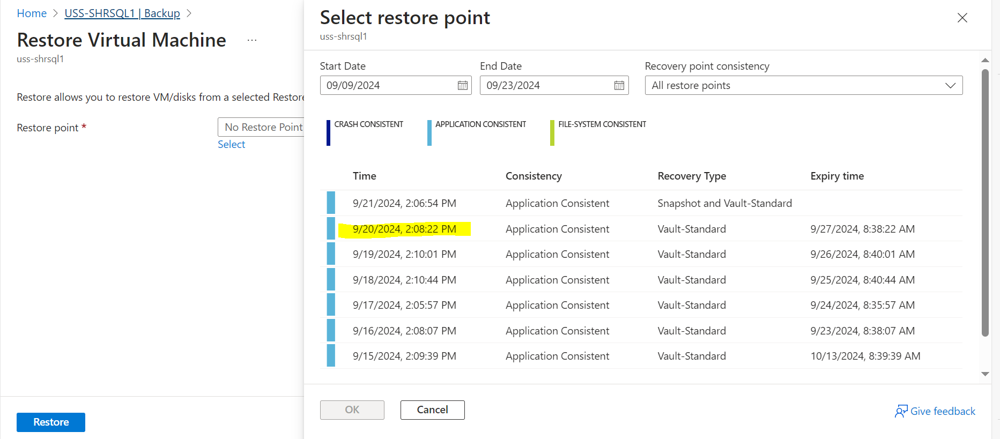 Home > USS-SHRSQL1 | Backup >
Restore Virtual Machine ...
uss-shrsql1
Restore allows you to restore VM/disks from a selected Restore
Restore point *
No Restore Point
Select
Restore
Select restore point
uss-shrsql1
Start Date End Date Recovery point consistency
09/09/2024 09/23/2024 All restore points
CRASH CONSISTENT APPLICATION CONSISTENT FILE-SYSTEM CONSISTENT
Time Consistency Recovery Type Expiry time
9/21/2024, 2:06:54 PM Application Consistent Snapshot and Vault-Standard
9/20/2024, 2:08:22 PM Application Consistent Vault-Standard 9/27/2024, 8:38:22 AM
9/19/2024, 2:10:01 PM Application Consistent Vault-Standard 9/26/2024, 8:40:01 AM
9/18/2024, 2:10:44 PM Application Consistent Vault-Standard 9/25/2024, 8:40:44 AM
9/17/2024, 2:05:57 PM Application Consistent Vault-Standard 9/24/2024, 8:35:57 AM
9/16/2024, 2:08:07 PM Application Consistent Vault-Standard 9/23/2024, 8:38:07 AM
9/15/2024, 2:09:39 PM Application Consistent Vault-Standard 10/13/2024, 8:39:39 AM
OK Cancel
Give feedback